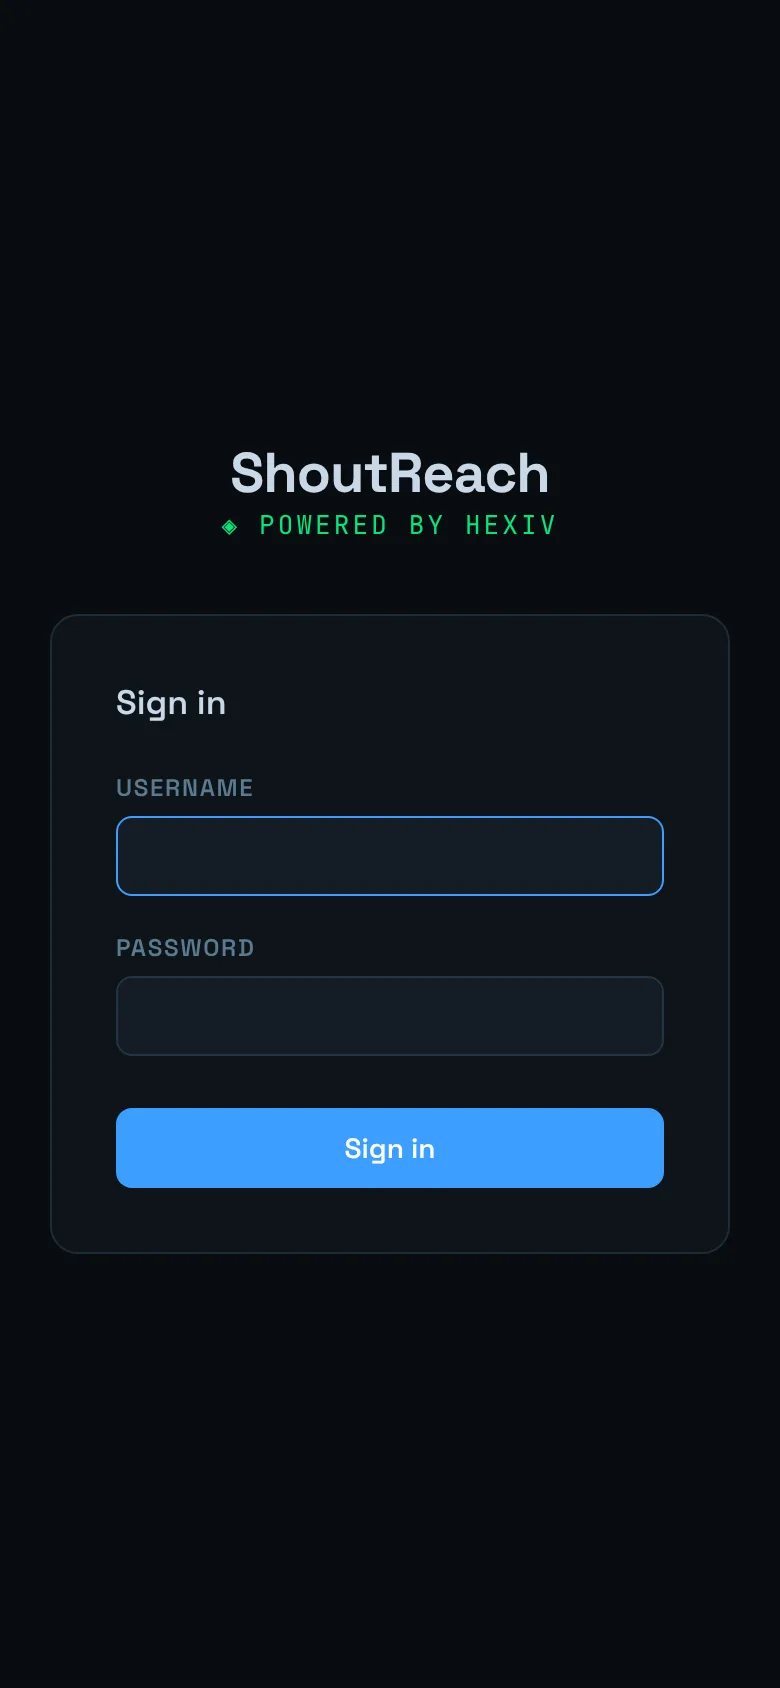 ShoutReach
◈ POWERED BY HEXIV
Sign in
USERNAME
PASSWORD
Sign in